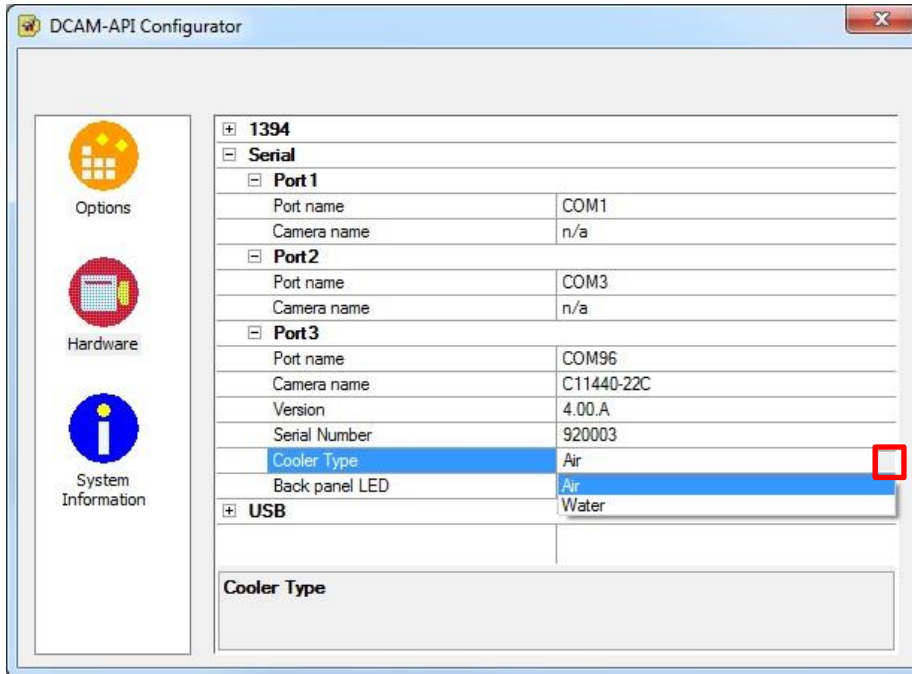 DCAM-API Configurator
Options
Hardware
System
Information
1394
Serial
Port1
Port name COM1
Camera name n/a
Port2
Port name COM3
Camera name n/a
Port3
Port name COM96
Camera name C11440-22C
Version 4.00.A
Serial Number 920003
Cooler Type Air
Back panel LED Air
Water
USB
Cooler Type